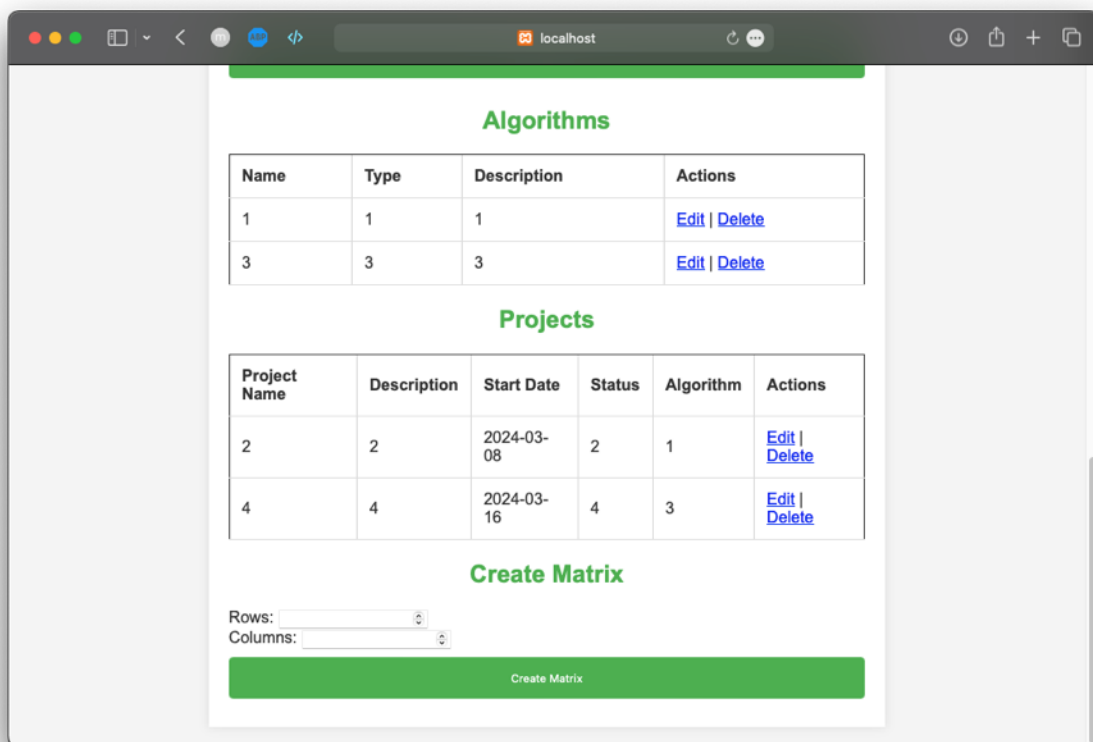 localhost
Algorithms
Name Type Description Actions
1 1 1 Edit | Delete
3 3 3 Edit | Delete
Projects
Project
Name Description Start Date Status Algorithm Actions
2 2 2024-03-
08 2 1 Edit |
Delete
4 4 2024-03-
16 4 3 Edit |
Delete
Create Matrix
Rows:
Columns:
Create Matrix